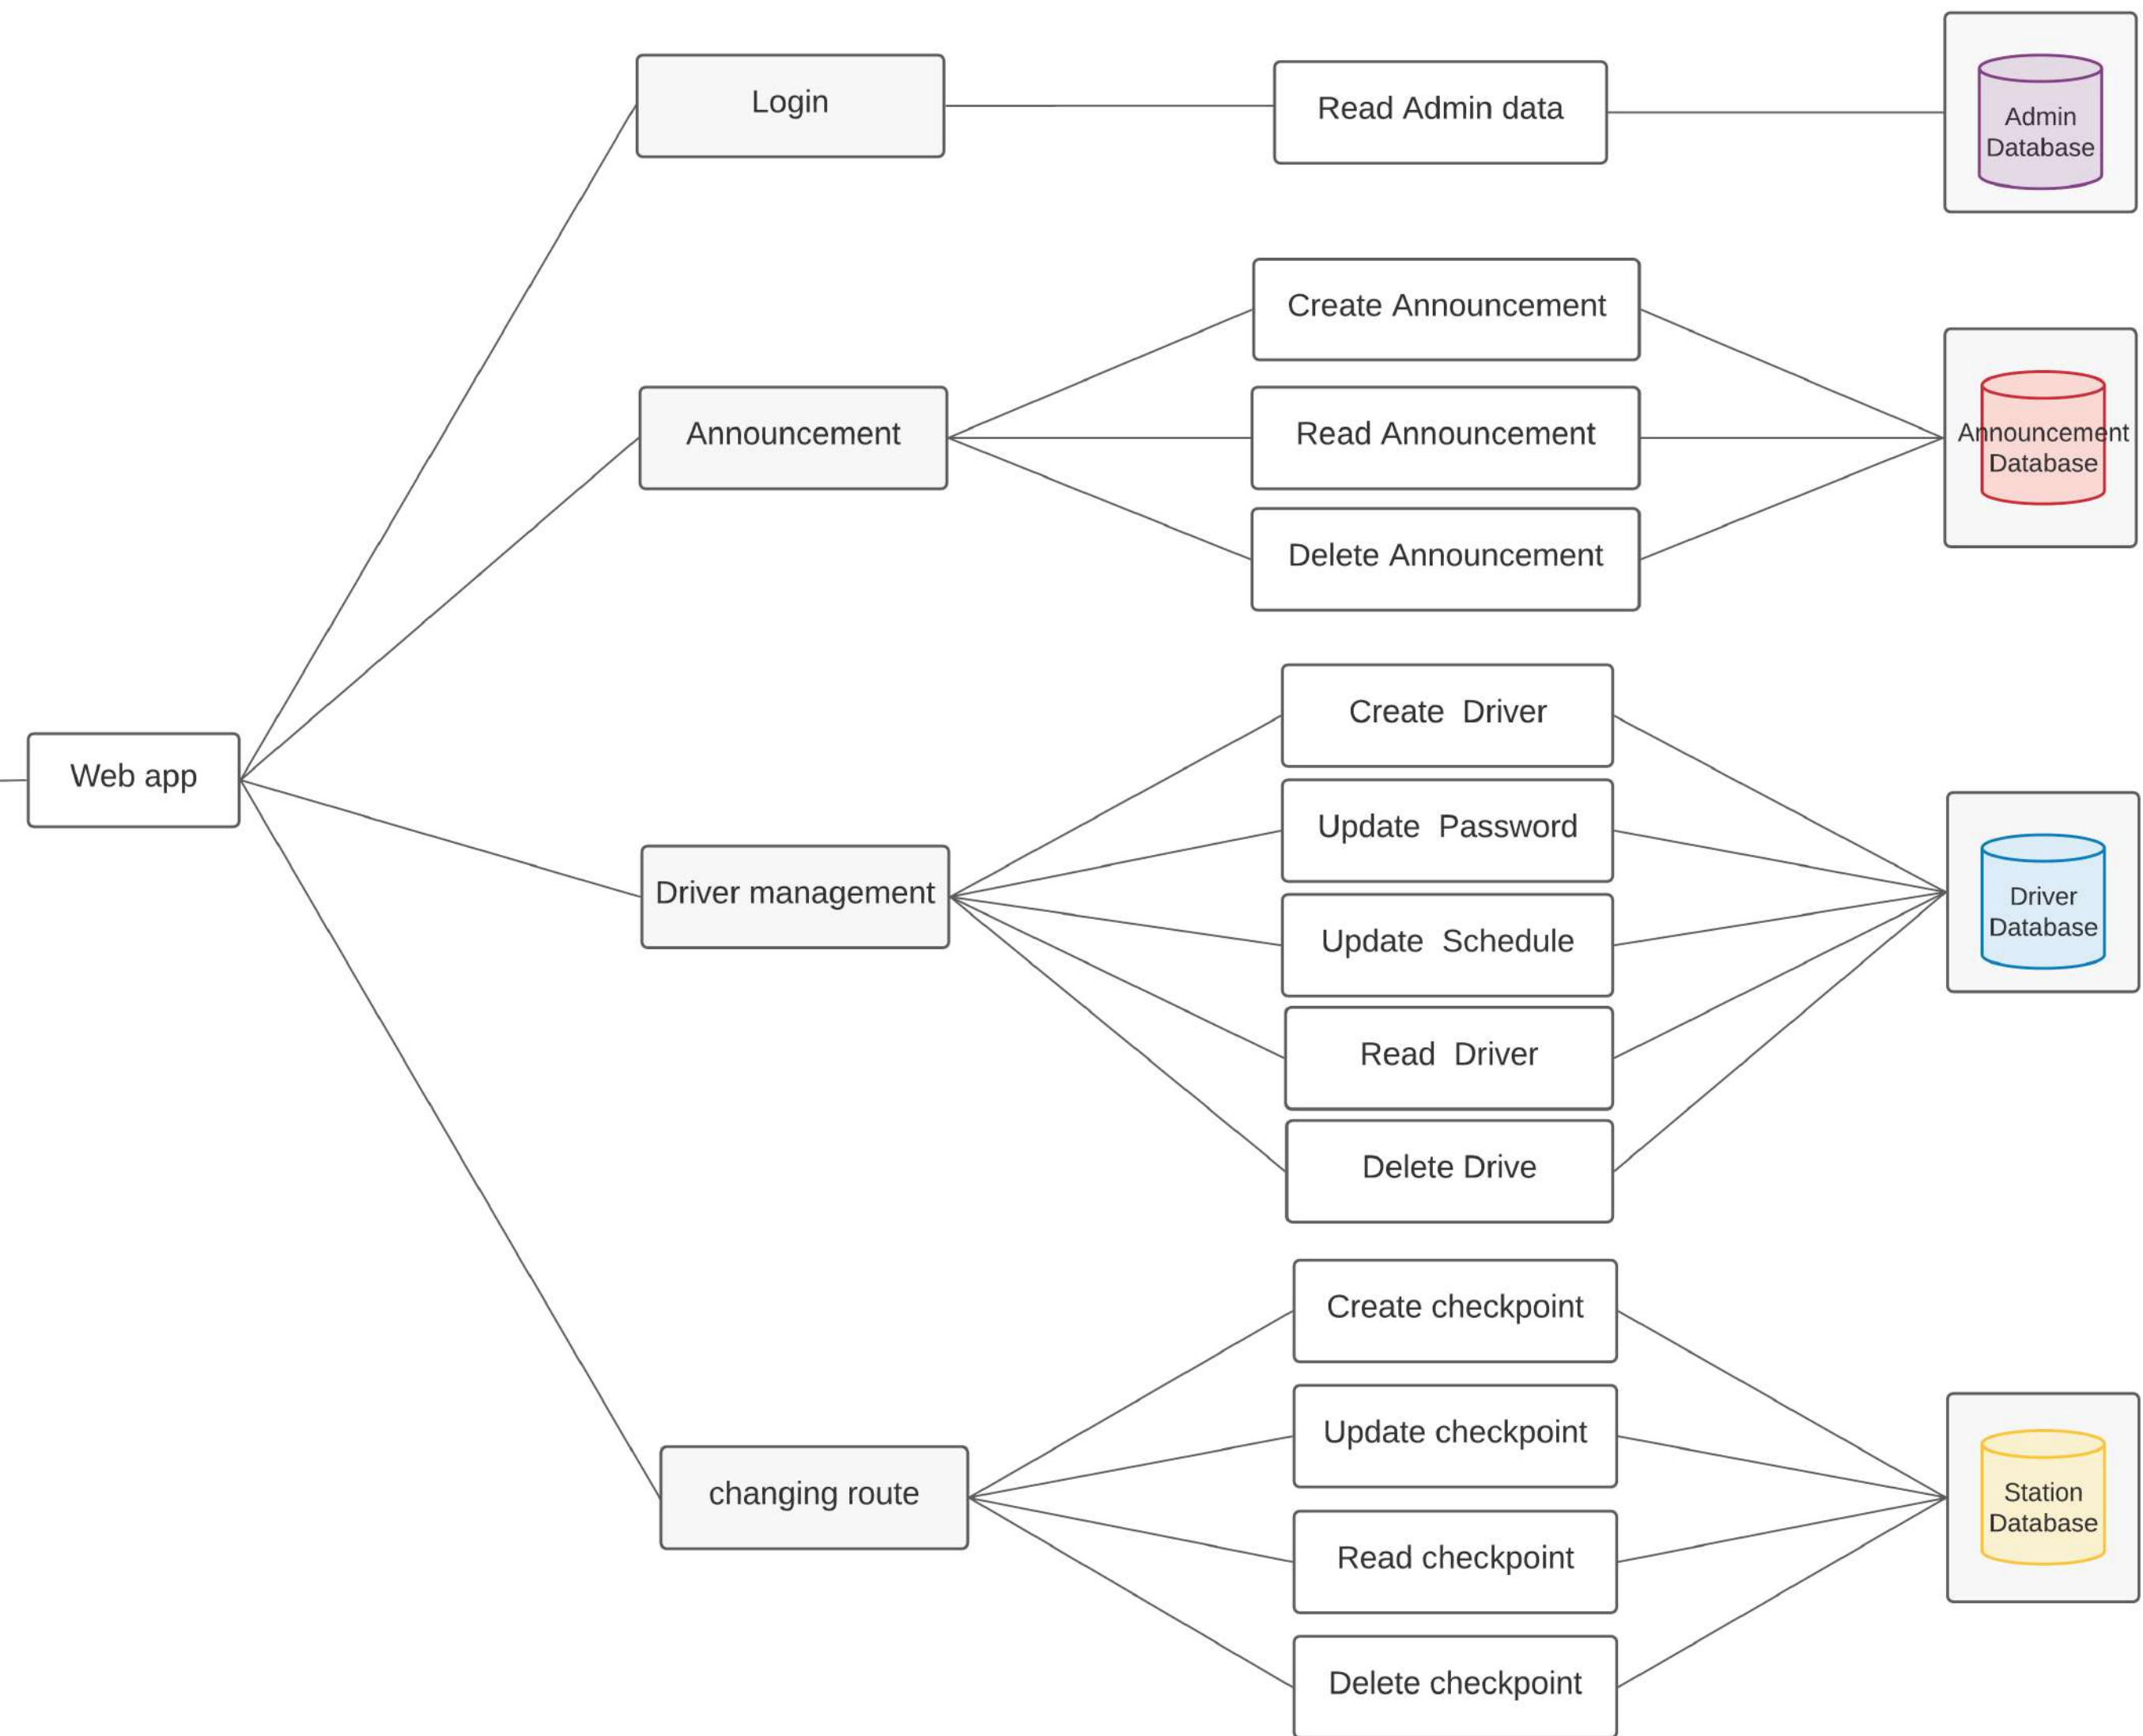 Login
Read Admin data
Admin
Database
Create Announcement
Announcement
Read Announcement
Announcement
Database
Delete Announcement
Web app
Create  Driver
Update  Password
Driver management
Update  Schedule
Driver
Database
Read  Driver
Delete Drive
Create checkpoint
Update checkpoint
changing route
Read checkpoint
Station
Database
Delete checkpoint